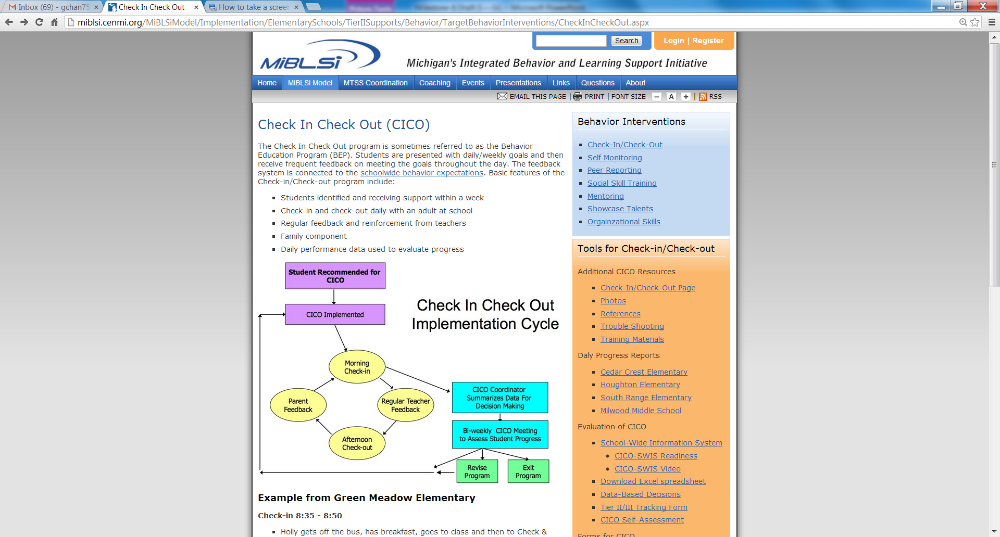 Inbox (69) - gchan75
Check In Check Out
How to take a screen
miblsi.cenmi.org/MiBLSiModel/Implementation/ElementarySchools/TierIISupports/Behavior/TargetBehaviorInterventions/CheckInCheckOut.aspx
Search
Login | Register
MiBLSi
Michigan's Integrated Behavior and Learning Support Initiative
Home
MiBLSi Model
MTSS Coordination
Coaching
Events
Presentations
Links
Questions
About
EMAIL THIS PAGE | PRINT | FONT SIZE - A + | RSS
Check In Check Out (CICO)
The Check In Check Out program is sometimes referred to as the Behavior
Education Program (BEP). Students are presented with daily/weekly goals and then
receive frequent feedback on meeting the goals throughout the day. The feedback
system is connected to the schoolwide behavior expectations. Basic features of the
Check-in/Check-out program include:
Students identified and receiving support within a week
Check-in and check-out daily with an adult at school
Regular feedback and reinforcement from teachers
Family component
Daily performance data used to evaluate progress
Student Recommended for
CICO
CICO Implemented
Check In Check Out
Implementation Cycle
Morning
Check-in
Parent
Feedback
Regular Teacher
Feedback
Afternoon
Check-out
CICO Coordinator
Summarizes Data For
Decision Making
Bi-weekly CICO Meeting
to Assess Student Progress
Revise
Program
Exit
Program
Example from Green Meadow Elementary
Check-in 8:35 - 8:50
Holly gets off the bus, has breakfast, goes to class and then to Check &
Behavior Interventions
Check-In/Check-Out
Self Monitoring
Peer Reporting
Social Skill Training
Mentoring
Showcase Talents
Orgainzational Skills
Tools for Check-in/Check-out
Additional CICO Resources
Check-In/Check-Out Page
Photos
References
Trouble Shooting
Training Materials
Daly Progress Reports
Cedar Crest Elementary
Houghton Elementary
South Range Elementary
Milwood Middle School
Evaluation of CICO
School-Wide Information System
CICO-SWIS Readiness
CICO-SWIS Video
Download Excel spreadsheet
Data-Based Decisions
Tier II/III Tracking Form
CICO Self-Assessment
Forms for CICO